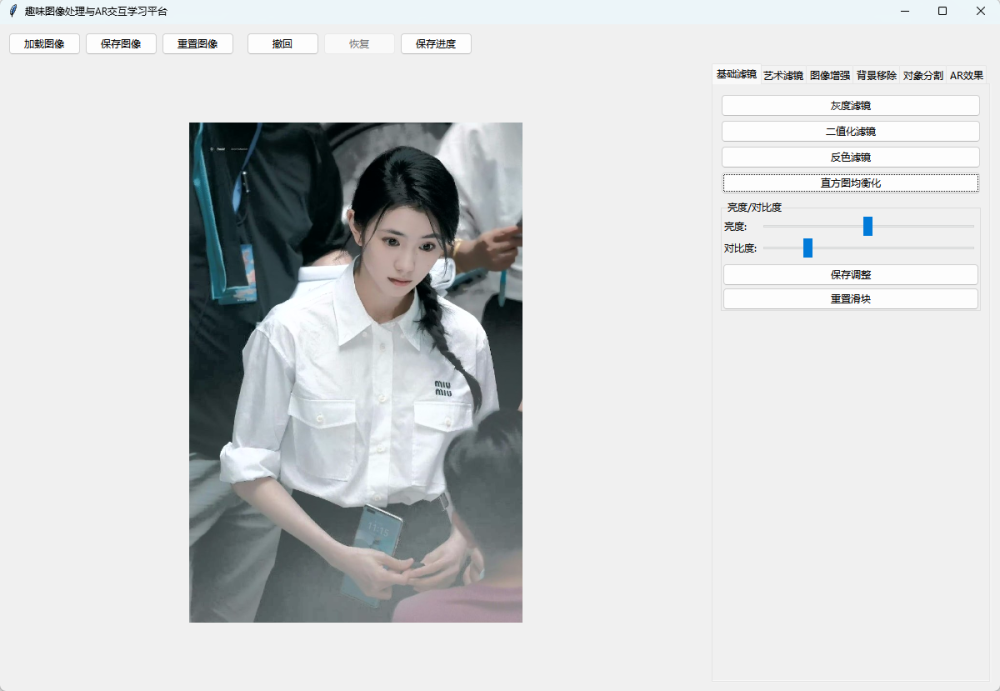 趣味图像处理与AR交互学习平台
加载图像 保存图像 重置图像 撤回 恢复 保存进度
基础滤镜 艺术滤镜 图像增强 背景移除 对象分割 AR效果
灰度滤镜
二值化滤镜
反色滤镜
直方图均衡化
亮度/对比度
亮度:
对比度:
保存调整
重置滑块
MIU
MIU
11:15